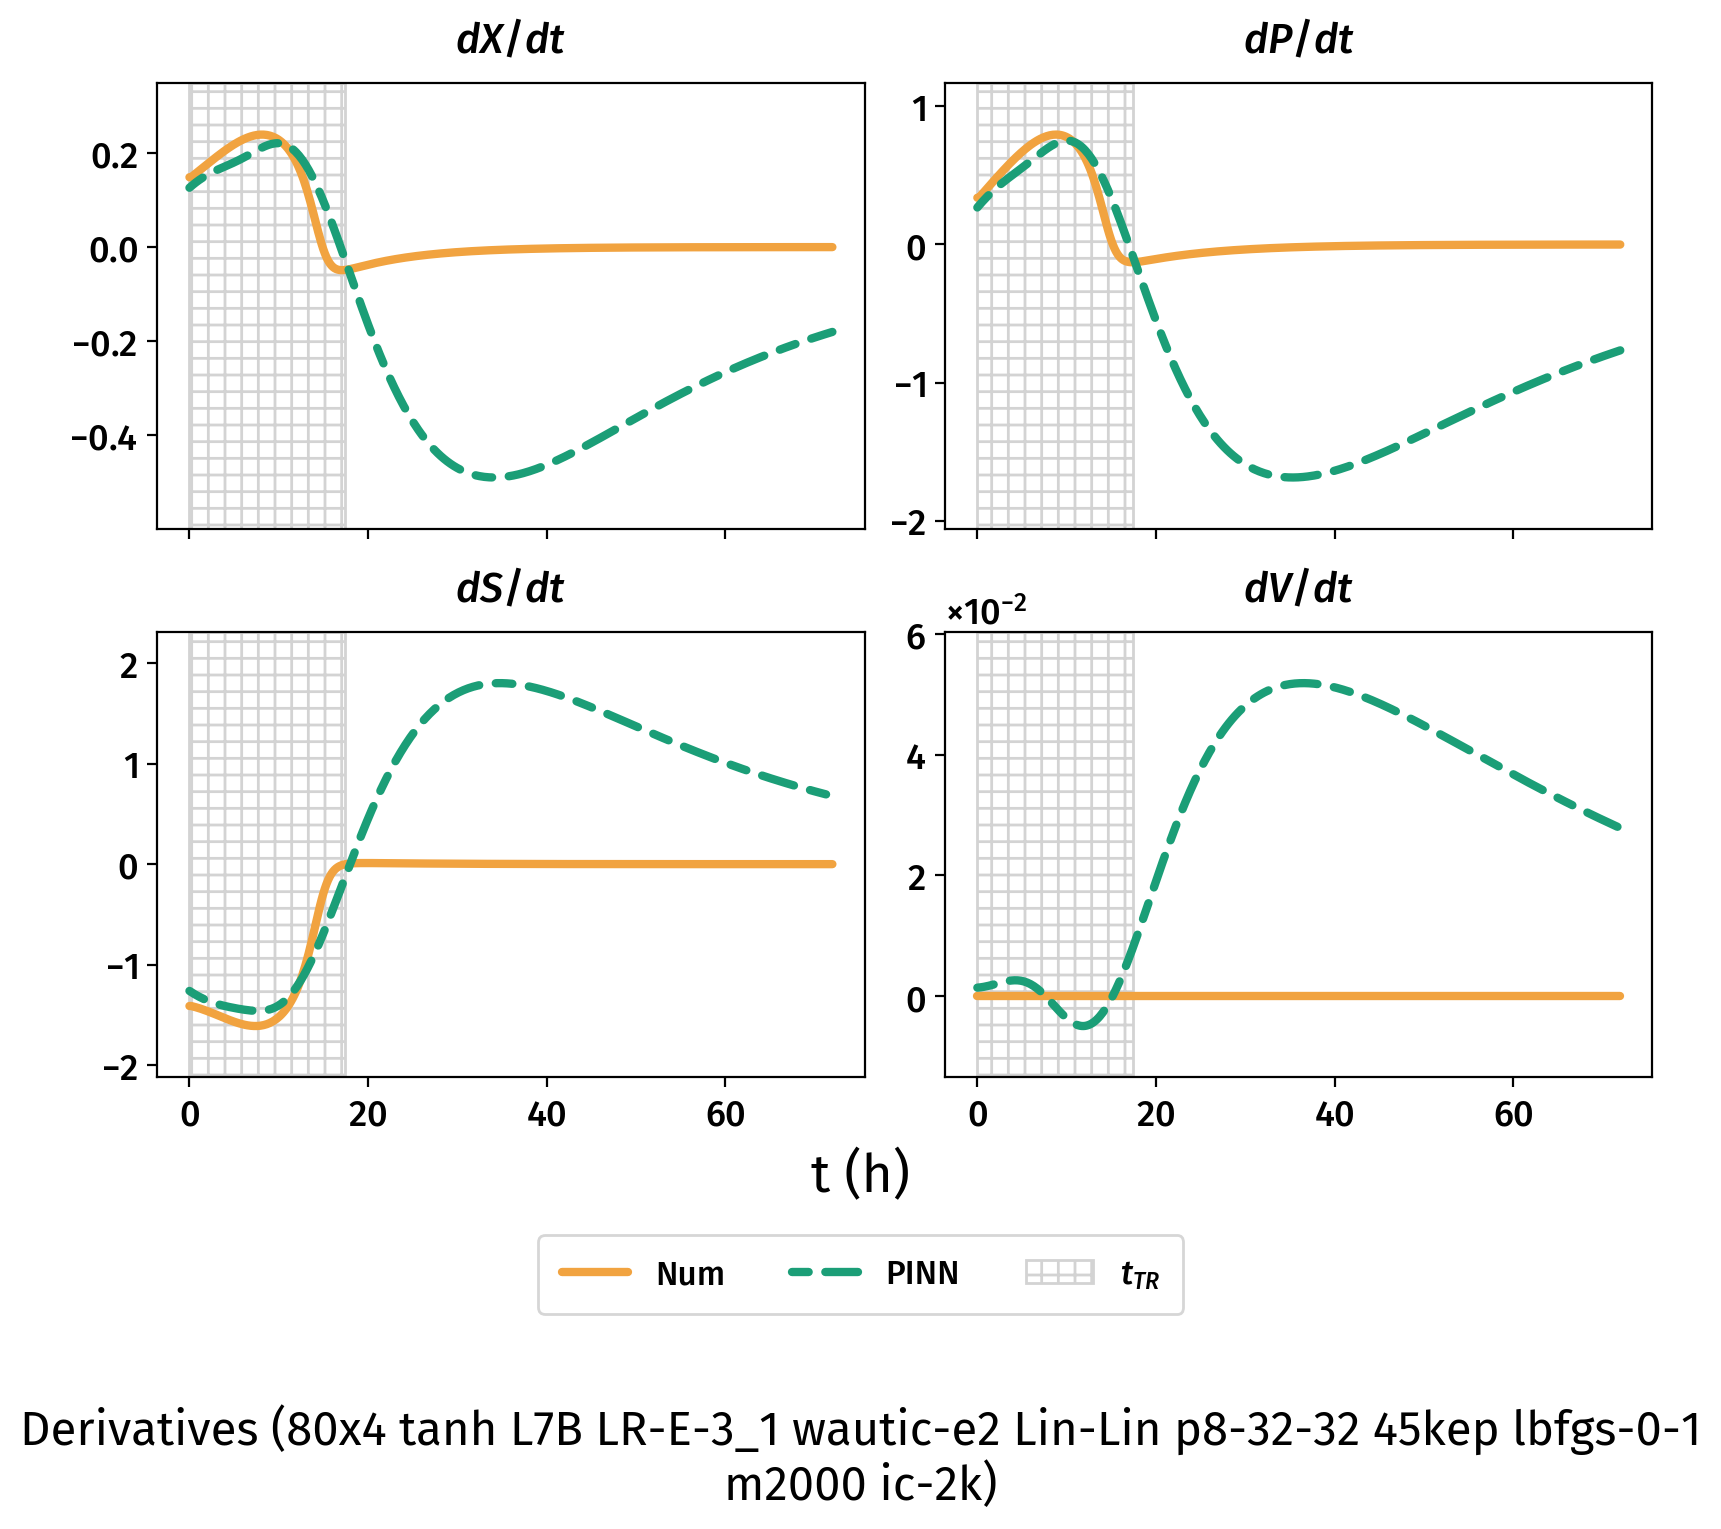 dX/dt
dP/dt
0.2
0.0
−0.2
−0.4
1
0
−1
−2
dS/dt
dV/dt
×10⁻²
2
1
0
−1
−2
6
4
2
0
0 20 40 60
0 20 40 60
t (h)
Num PINN t_TR
Derivatives (80x4 tanh L7B LR-E-3_1 wautic-e2 Lin-Lin p8-32-32 45kep lbfgs-0-1
m2000 ic-2k)